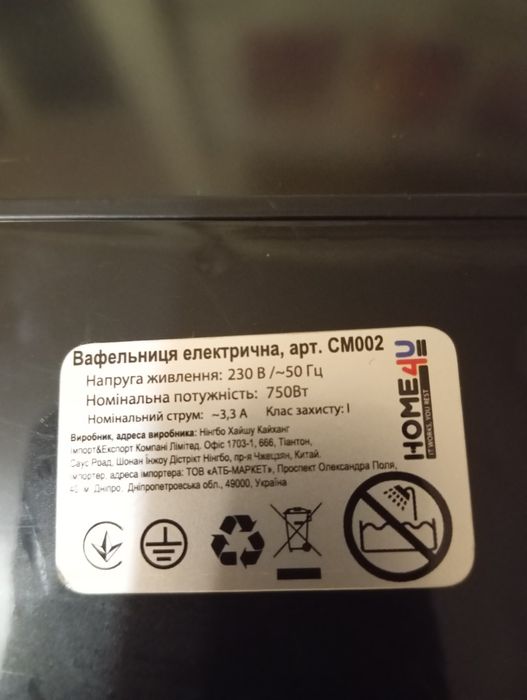 Вафельниця електрична, арт. СМ002
Напруга живлення: 230 В /~50 Гц
Номінальна потужність: 750Вт
Номінальний струм: ~3,3 А Клас захисту: I
Виробник, адреса виробника: Нінгбо Хайшу Кайханг
Імпорт&Експорт Компані Лімітед. Офіс 1703-1, 666, Тіантон,
Саус Роад, Шонан Інжоу Дістрікт Нінгбо, пр-я Чжецзян, Китай.
Імпортер, адреса імпортера: ТОВ «АТБ-МАРКЕТ», Проспект Олександра Поля,
м. Дніпро, Дніпропетровська обл., 49000, Україна
HOME4U
IT WORKS, YOU REST